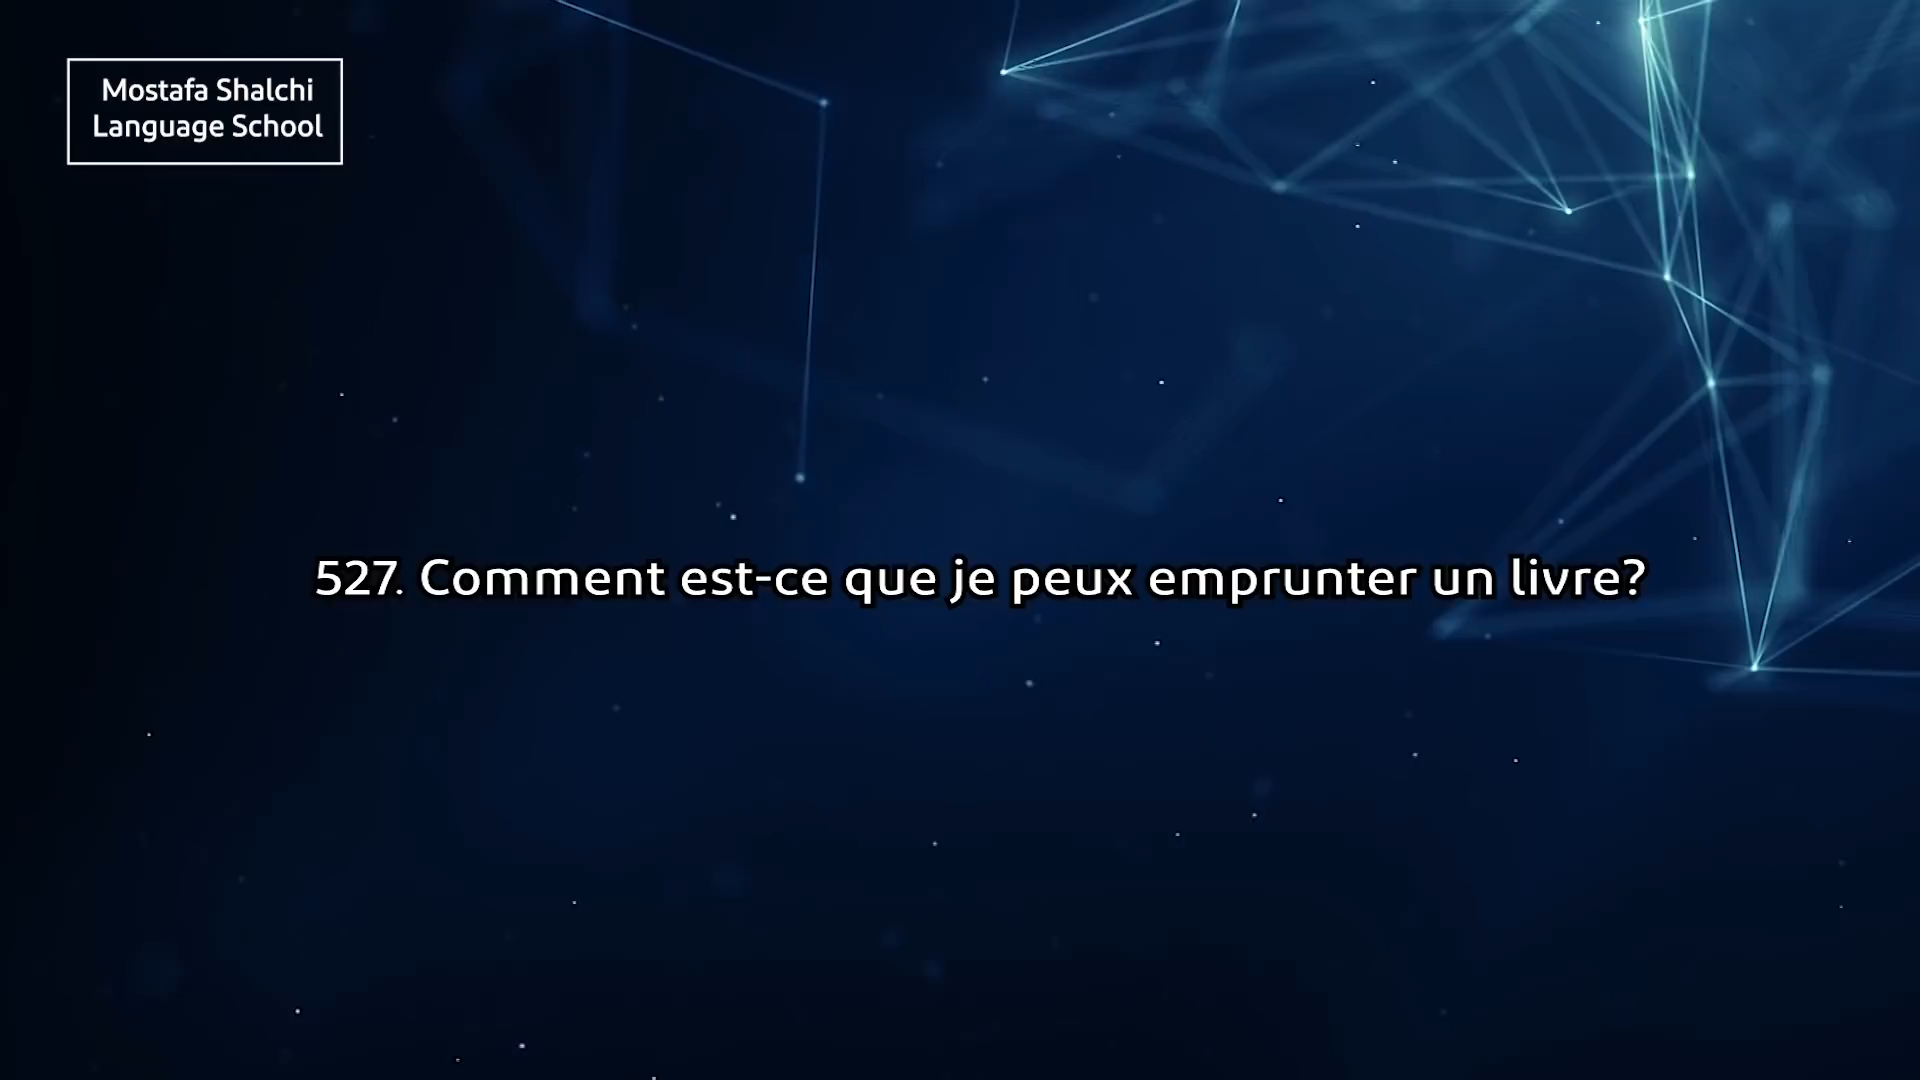 Mostafa Shalchi
Language School
527. Comment est-ce que je peux emprunter un livre?